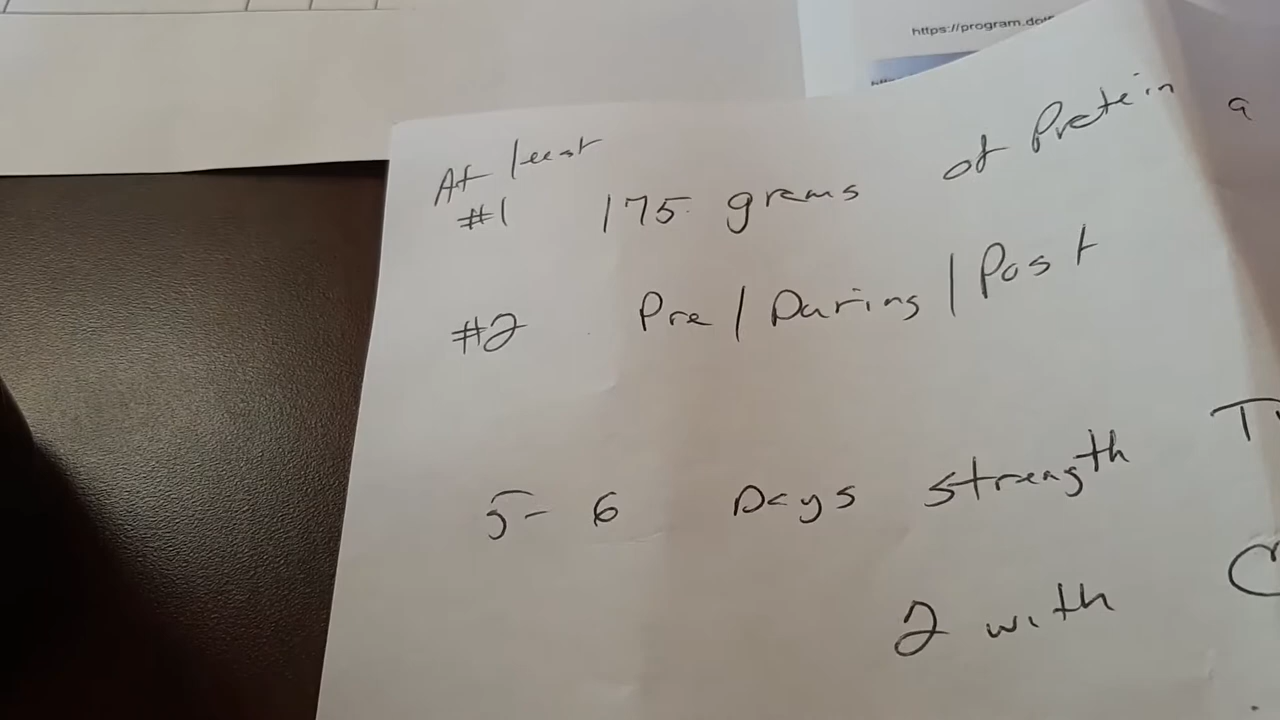 https://program.do
At least
#1 175 grams of Protein a
#2 Pre / During / Post
5-6 Days strength
2 with